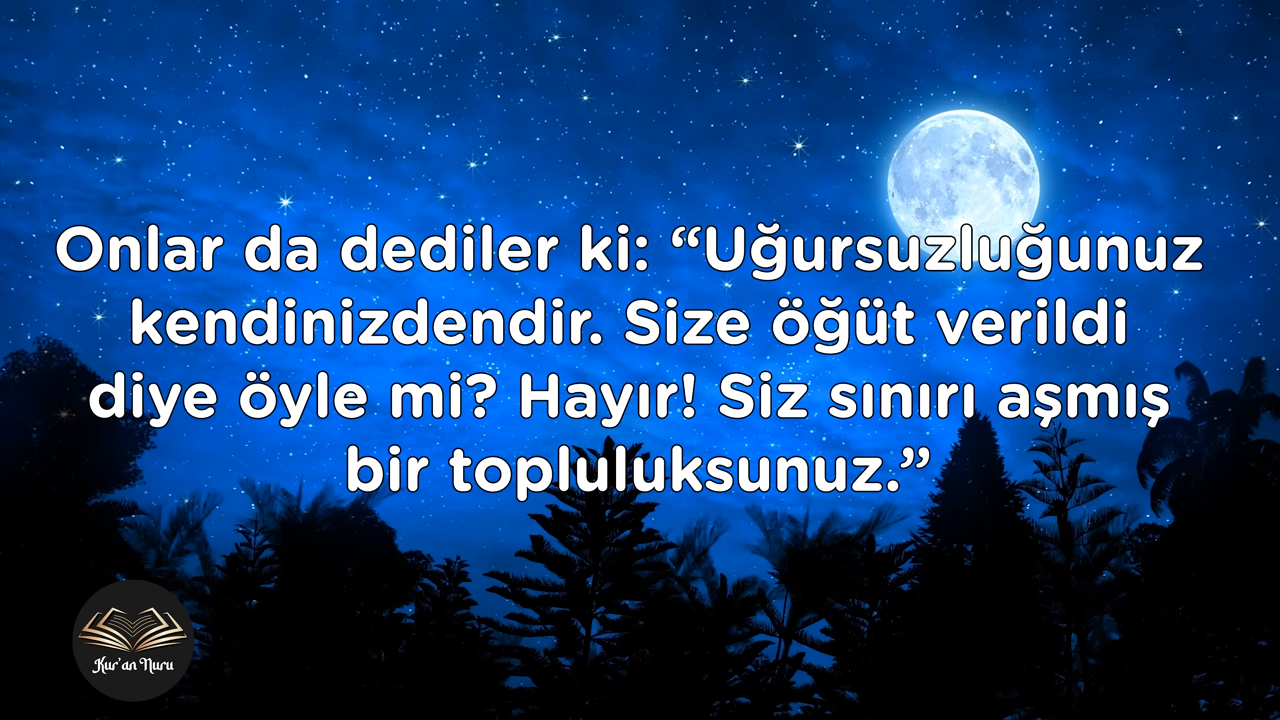 Onlar da dediler ki: “Uğursuzluğunuz
kendinizdendir. Size öğüt verildi
diye öyle mi? Hayır! Siz sınırı aşmış
bir topluluksunuz.”
Kur'an Nuru